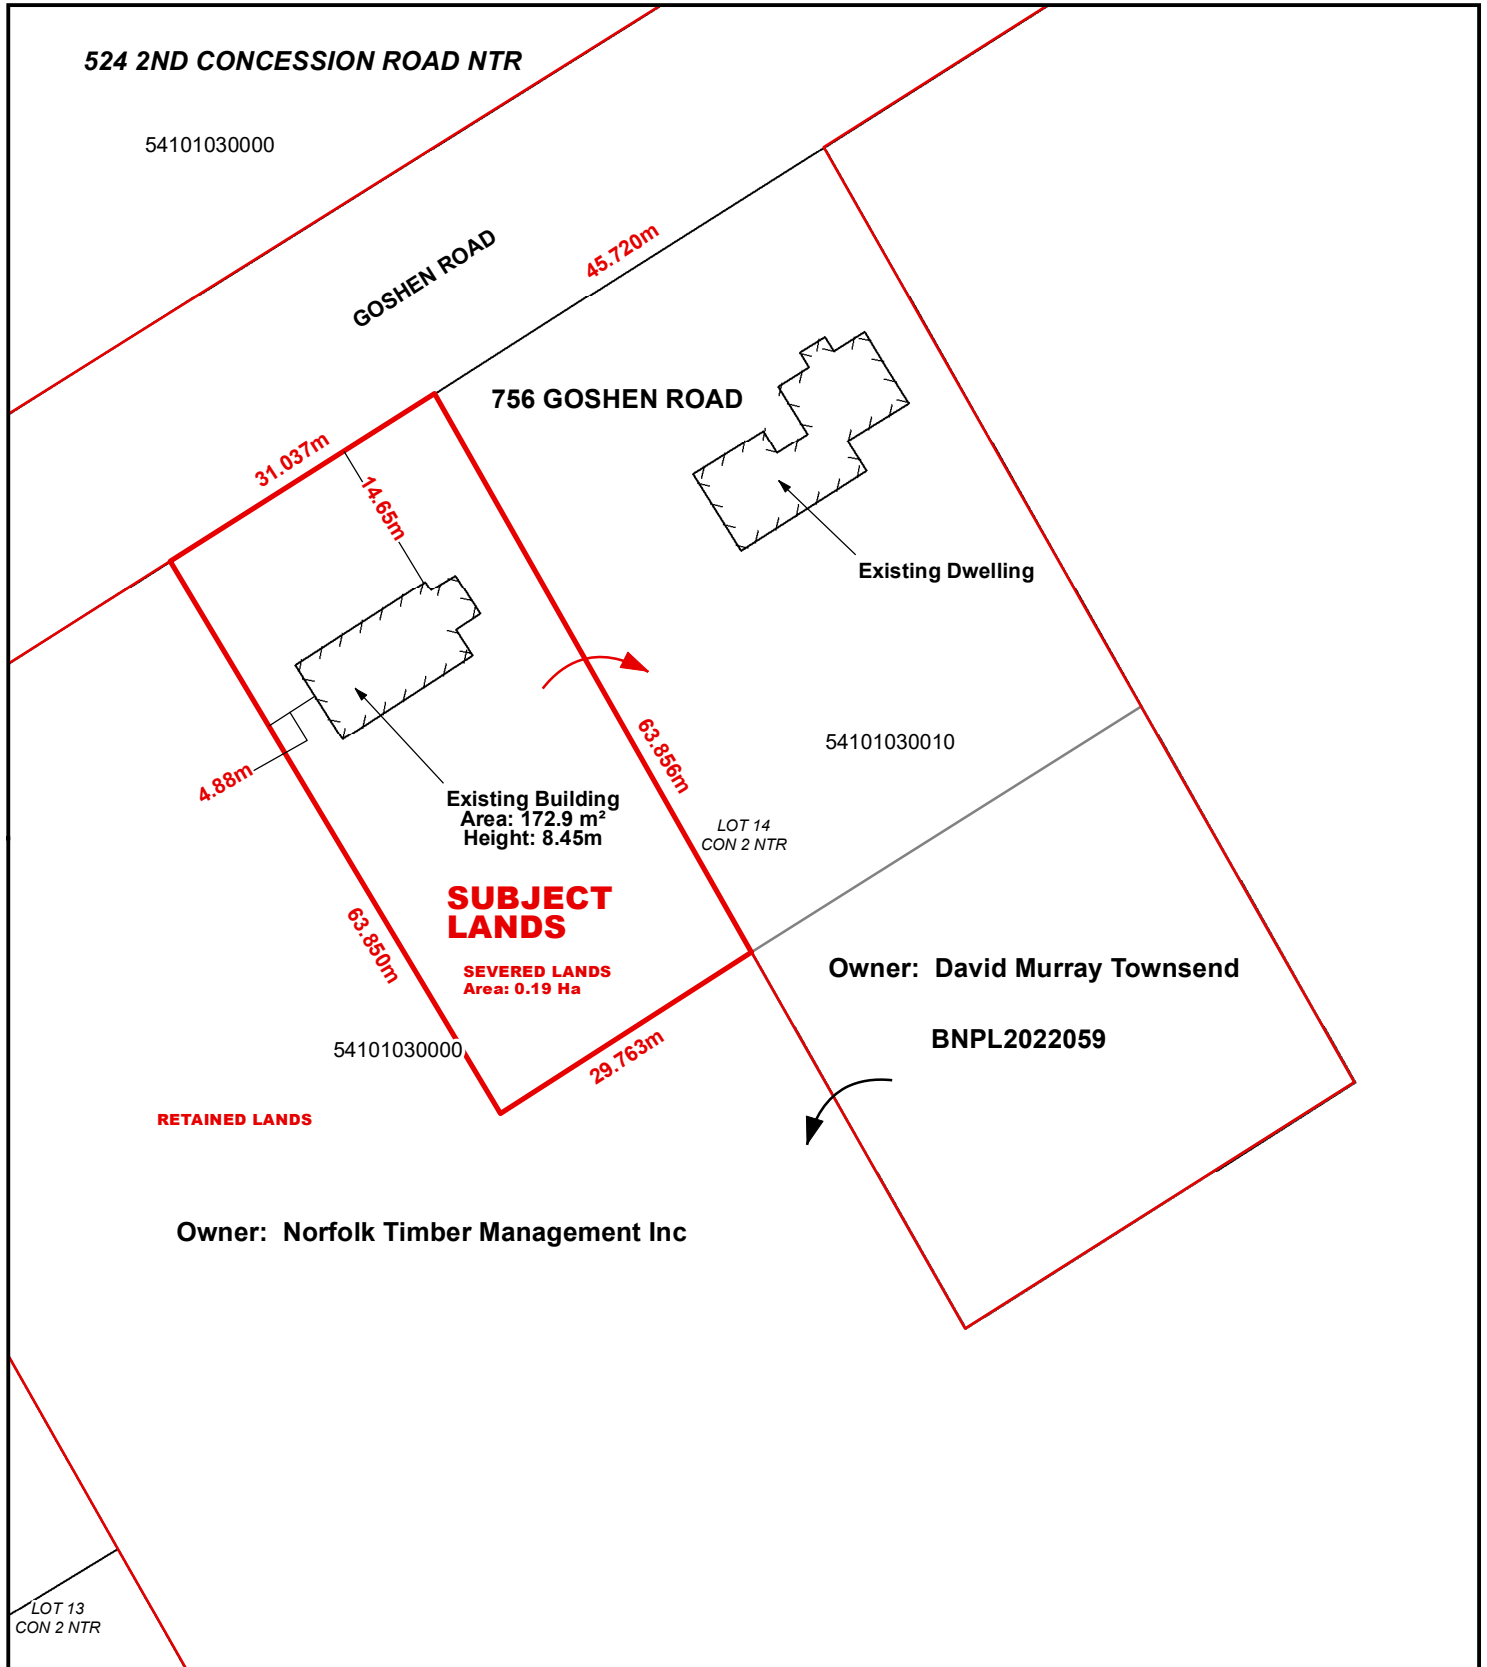 524 2ND CONCESSION ROAD NTR
54101030000
GOSHEN ROAD
45.720m
756 GOSHEN ROAD
31.037m
14.65m
Existing Dwelling
63.856m
54101030010
4.88m
Existing Building
Area: 172.9 m²
Height: 8.45m
LOT 14
CON 2 NTR
SUBJECT
LANDS
63.850m
SEVERED LANDS
Area: 0.19 Ha
Owner: David Murray Townsend
BNPL2022059
54101030000
29.763m
RETAINED LANDS
Owner: Norfolk Timber Management Inc
LOT 13
CON 2 NTR